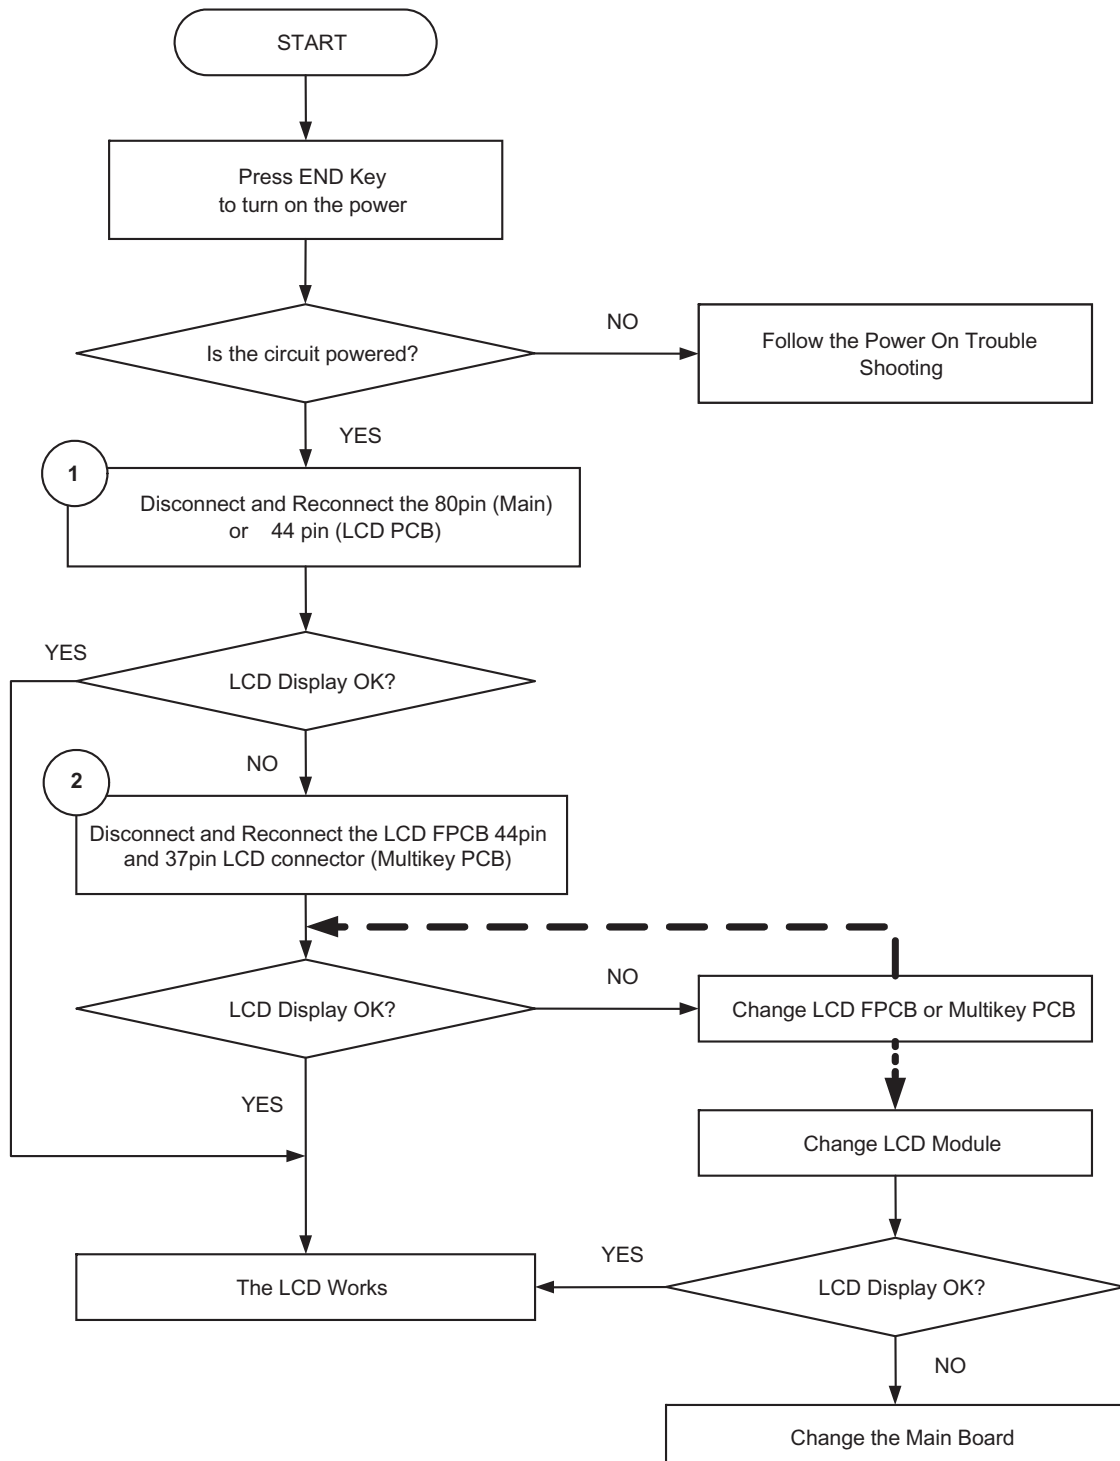 START
Press END Key
to turn on the power
Is the circuit powered?
NO
Follow the Power On Trouble
Shooting
YES
1
Disconnect and Reconnect the 80pin (Main)
or 44 pin (LCD PCB)
YES
LCD Display OK?
NO
2
Disconnect and Reconnect the LCD FPCB 44pin
and 37pin LCD connector (Multikey PCB)
LCD Display OK?
NO
Change LCD FPCB or Multikey PCB
YES
Change LCD Module
The LCD Works
YES
LCD Display OK?
NO
Change the Main Board